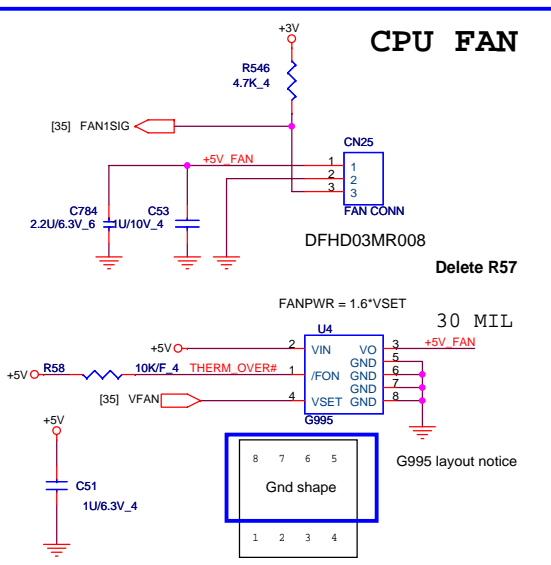 CPU FAN
+3V
R546
4.7K_4
[35] FAN1SIG
CN25
+5V_FAN
1 1
2 2
3 3
FAN CONN
C784
2.2U/6.3V_6
C53
1U/10V_4
DFHD03MR008
Delete R57
FANPWR = 1.6*VSET
30 MIL
U4
+5V 2 VIN VO 3 +5V_FAN
GND 5
R58 10K/F_4
+5V THERM_OVER# 1 /FON GND 6
GND 7
[35] VFAN 4 VSET GND 8
G995
+5V
C51
1U/6.3V_4
8 7 6 5
Gnd shape
1 2 3 4
G995 layout notice